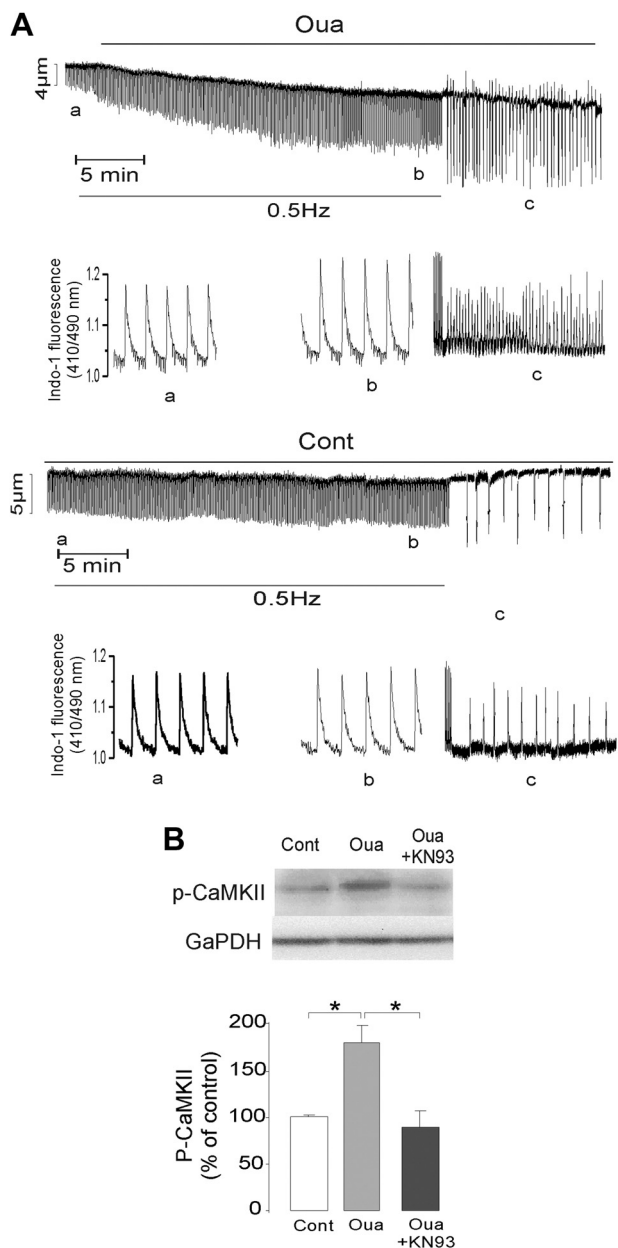 A
Oua
4µm
a
5 min
b
c
0.5Hz
Indo-1 fluorescence
(410/490 nm)
1.2
1.1
1.0
a
b
c
Cont
5µm
a
5 min
b
0.5Hz
c
Indo-1 fluorescence
(410/490 nm)
1.2
1.1
1.0
a
b
c
B
Cont
Oua
Oua
+KN93
p-CaMKII
GaPDH
P-CaMKII
(% of control)
200
150
100
50
0
*
*
Cont
Oua
Oua
+KN93